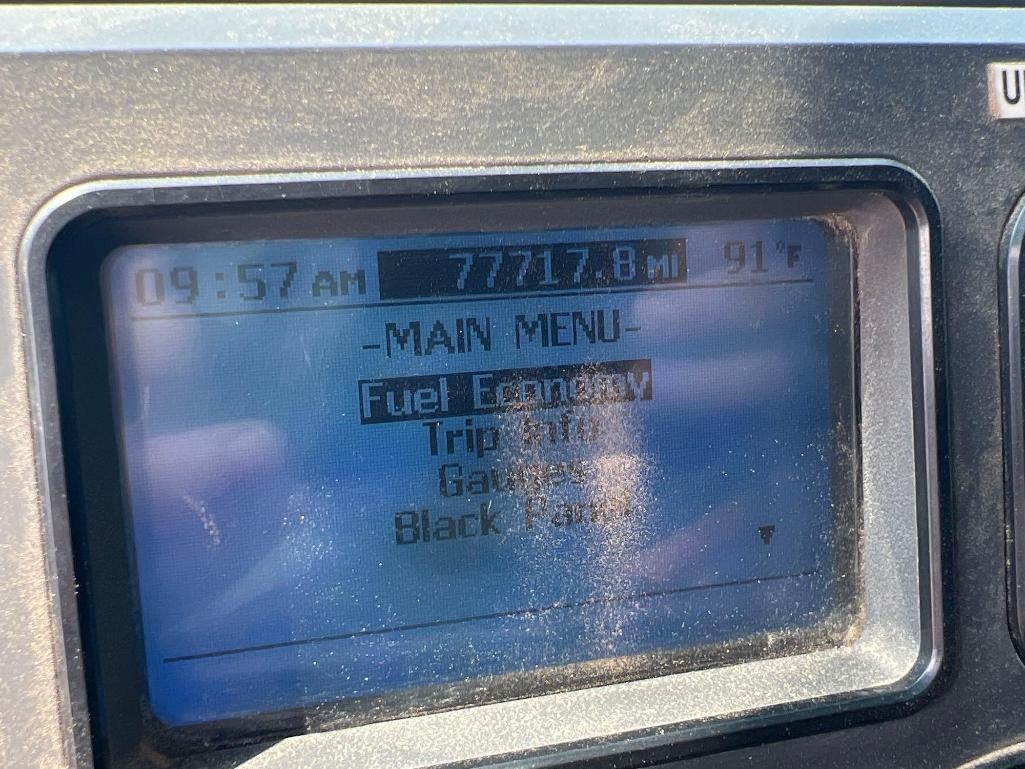 09:57 AM 77717.8 MI 91°F
-MAIN MENU-
Fuel Economy
Trip Info
Gauges
Black Panel